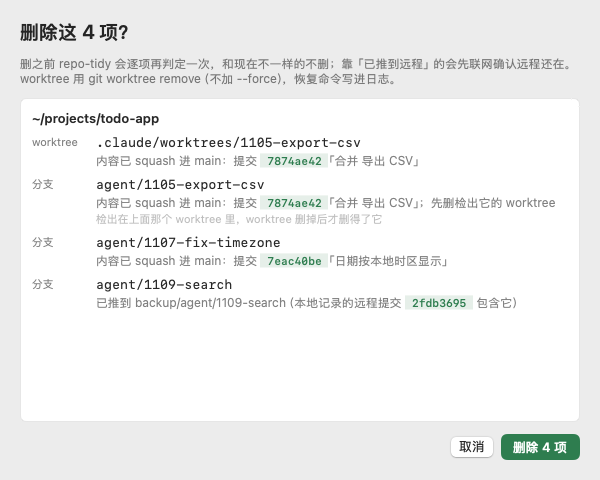 删除这 4 项?
删之前 repo-tidy 会逐项再判定一次，和现在不一样的不删；靠「已推到远程」的会先联网确认远程还在。
worktree 用 git worktree remove (不加 --force)，恢复命令写进日志。
~/projects/todo-app
worktree .claude/worktrees/1105-export-csv
内容已 squash 进 main：提交 7874ae42「合并 导出 CSV」
分支 agent/1105-export-csv
内容已 squash 进 main：提交 7874ae42「合并 导出 CSV」；先删检出它的 worktree
检出在上面那个 worktree 里，worktree 删掉后才删得了它
分支 agent/1107-fix-timezone
内容已 squash 进 main：提交 7eac40be「日期按本地时区显示」
分支 agent/1109-search
已推到 backup/agent/1109-search (本地记录的远程提交 2fdb3695 包含它)
取消 删除 4 项